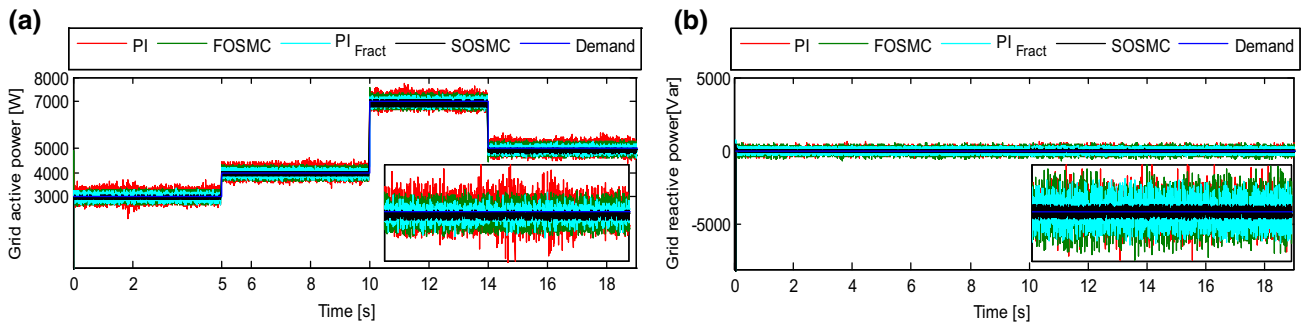 (a)
PI FOSMC PI Fract SOSMC Demand
Grid active power [W]
8000
7000
5000
4000
3000
0 5 5 6 8 10 12 14 16 18
Time [s]
(b)
PI FOSMC PI Fract SOSMC Demand
Grid reactive power[Var]
5000
0
-5000
0 2 4 6 8 10 12 14 16 18
Time [s]